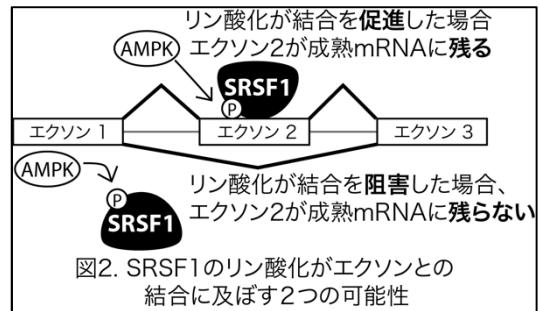 リン酸化が結合を促進した場合
エクソン2が成熟mRNAに残る
AMPK
SRSF1
P
エクソン 1
エクソン 2
エクソン 3
AMPK
P
SRSF1
リン酸化が結合を阻害した場合、
エクソン2が成熟mRNAに残らない
図2. SRSF1のリン酸化がエクソンとの
結合に及ぼす2つの可能性